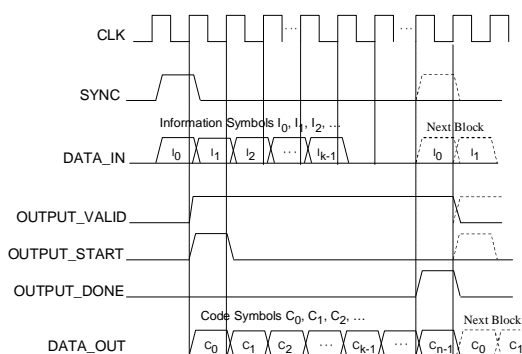 CLK
... ...
SYNC
Information Symbols I0, I1, I2, ...
Next Block
DATA_IN
I0 I1 I2 ... Ik-1 I0 I1
OUTPUT_VALID
OUTPUT_START
OUTPUT_DONE
Code Symbols C0, C1, C2, ...
Next Block
DATA_OUT
C0 C1 C2 ... Ck-1 ... Cn-1 C0 C1